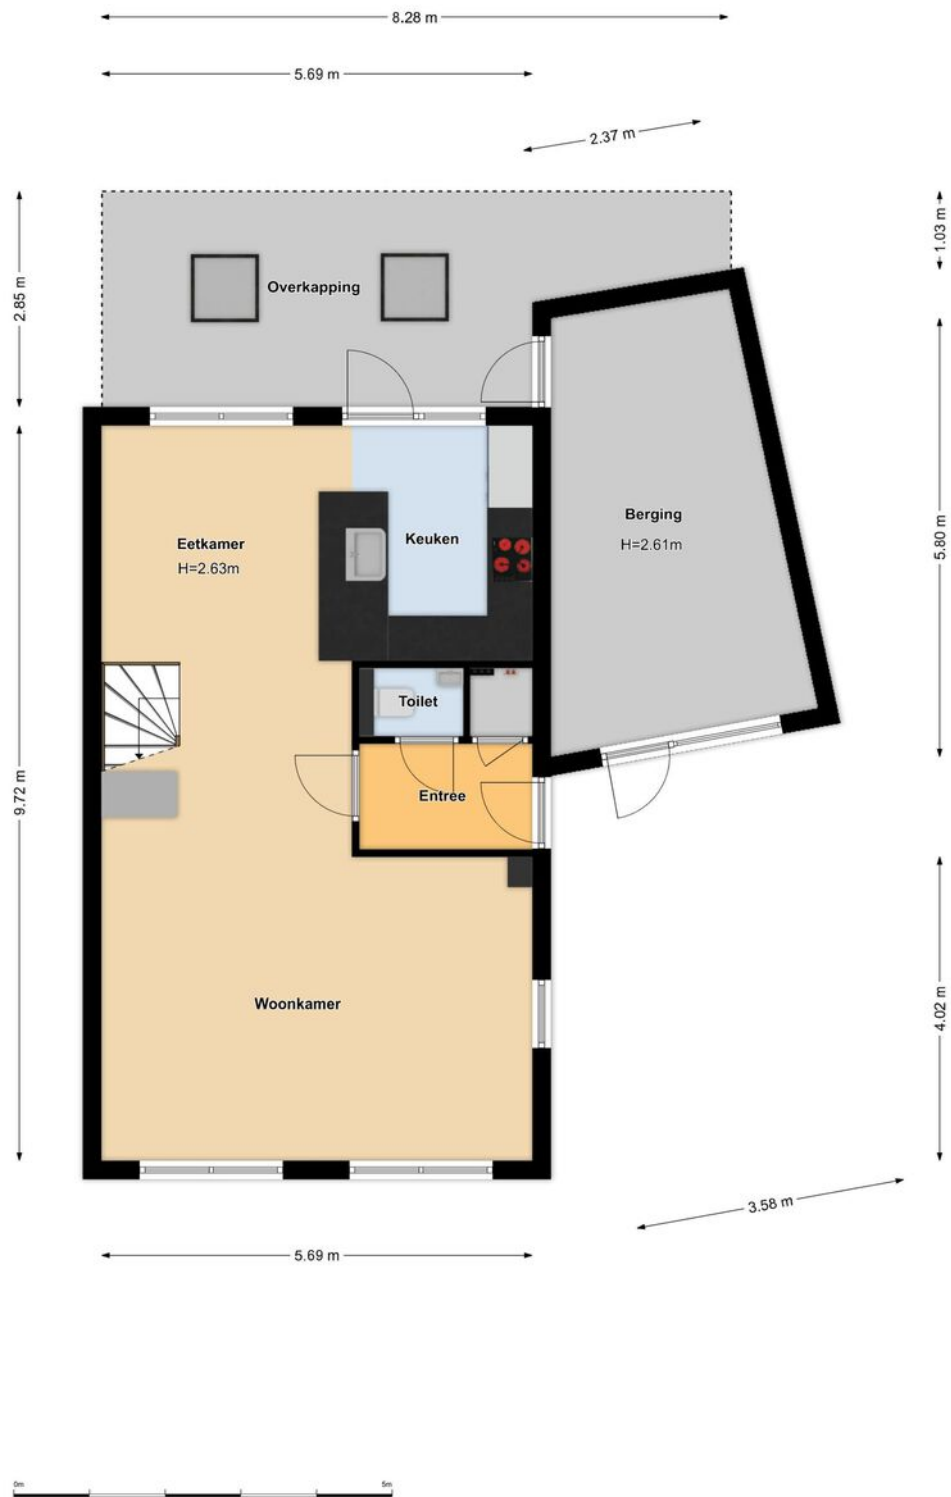 8.28 m
5.69 m
2.37 m
1.03 m
2.85 m
Overkapping
Berging
H=2.61m
Keuken
Eetkamer
H=2.63m
5.80 m
Toilet
Entree
9.72 m
Woonkamer
4.02 m
3.58 m
5.69 m
0m
5m